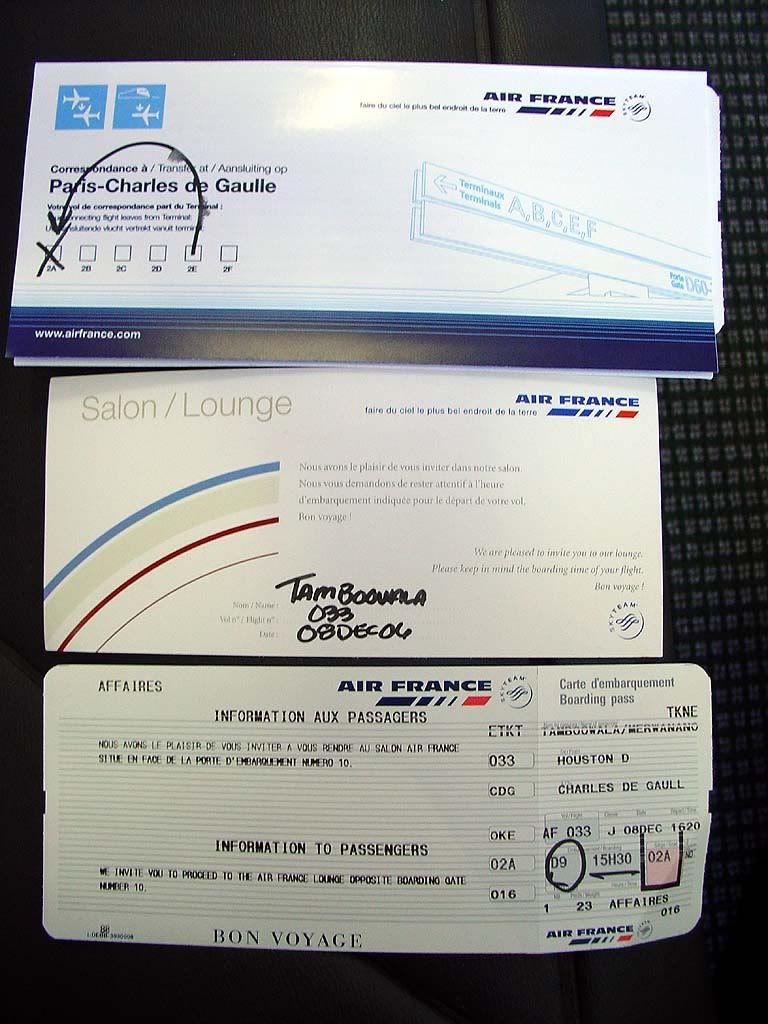 AIR FRANCE
faire du ciel le plus bel endroit de la terre
SKYTEAM
Correspondance à / Transfer at / Aansluiting op
Paris-Charles de Gaulle
Votre vol de correspondance part du Terminal :
connecting flight leaves from Terminal:
vlucht vertrekt vanuit
2A 2B 2C 2D 2E 2F
Terminaux
Terminals A,B,C,E,F
Porte
Gate D60-
www.airfrance.com
Salon / Lounge
AIR FRANCE
faire du ciel le plus bel endroit de la terre
Nous avons le plaisir de vous inviter dans notre salon.
Nous vous demandons de rester attentif à l'heure
d'embarquement indiquée pour le départ de votre vol.
Bon voyage !
We are pleased to invite you to our lounge.
Please keep in mind the boarding time of your flight.
Bon voyage !
Nom / Name : TAMBOOWALA
Vol n° / Flight n° : 033
Date : 08DEC06
SKYTEAM
AFFAIRES
AIR FRANCE
SKYTEAM
Carte d'embarquement
Boarding pass
TKNE
INFORMATION AUX PASSAGERS
ETKT TAMBOOWALA/MERWANANO
NOUS AVONS LE PLAISIR DE VOUS INVITER A VOUS RENDRE AU SALON AIR FRANCE
SITUE EN FACE DE LA PORTE D'EMBARQUEMENT NUMERO 10.
033 HOUSTON D
CDG CHARLES DE GAULL
OKE AF 033 J 08DEC 1620
INFORMATION TO PASSENGERS
02A D9 15H30 02A NO
WE INVITE YOU TO PROCEED TO THE AIR FRANCE LOUNGE OPPOSITE BOARDING GATE
NUMBER 10.
016 1 23 AFFAIRES
016
BON VOYAGE
AIR FRANCE